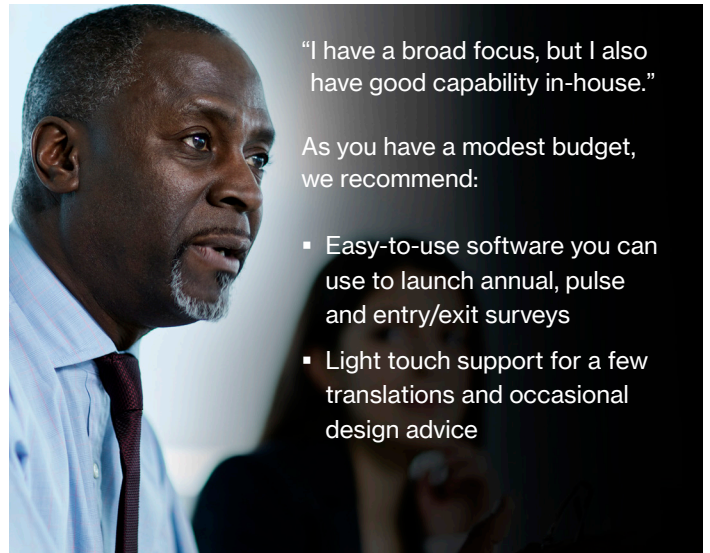 “I have a broad focus, but I also
have good capability in-house.”
As you have a modest budget,
we recommend:
▪ Easy-to-use software you can
use to launch annual, pulse
and entry/exit surveys
▪ Light touch support for a few
translations and occasional
design advice